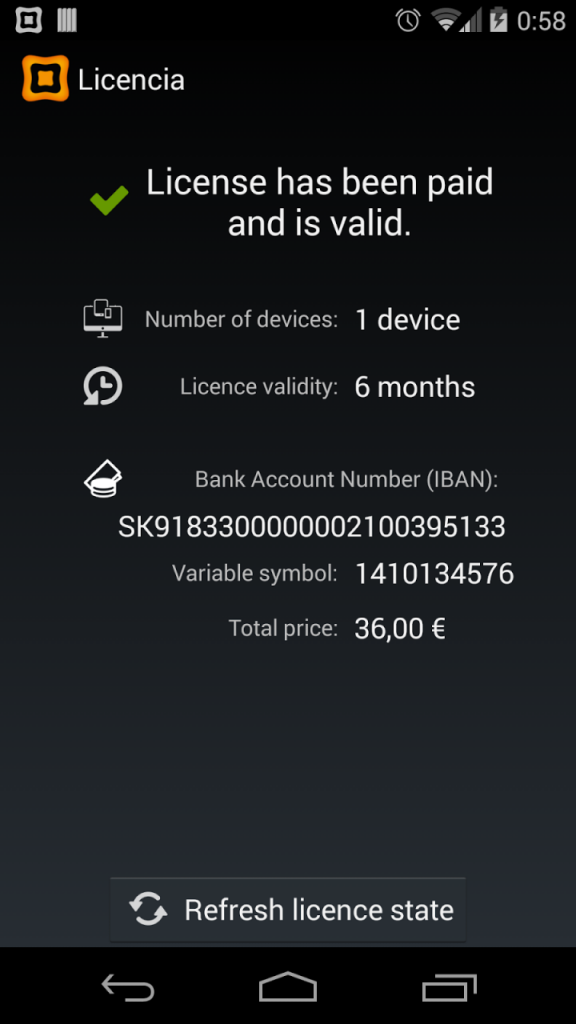 0:58
Licencia
License has been paid
and is valid.
Number of devices: 1 device
Licence validity: 6 months
Bank Account Number (IBAN):
SK9183300000002100395133
Variable symbol: 1410134576
Total price: 36,00 €
Refresh licence state